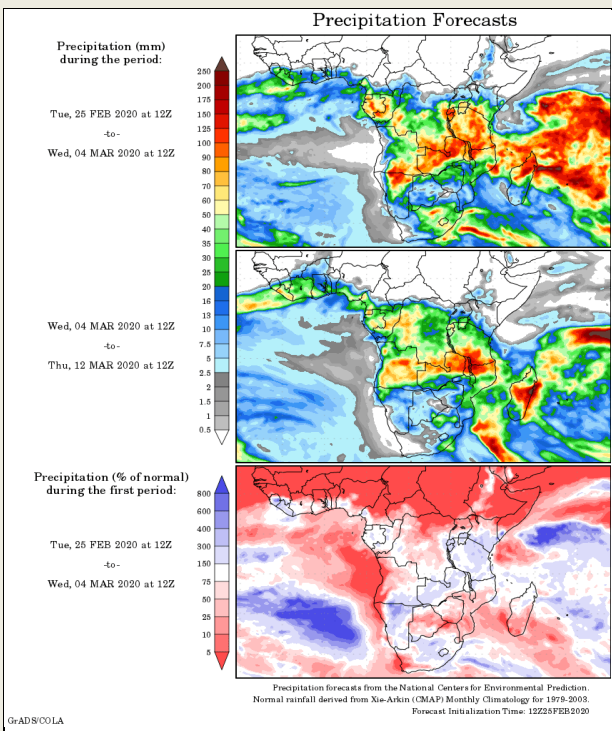 Precipitation Forecasts
Precipitation (mm)
during the period:
Tue, 25 FEB 2020 at 12Z
-to-
Wed, 04 MAR 2020 at 12Z
250
200
175
150
125
100
90
80
70
60
50
40
35
30
25
20
16
13
10
7.5
5
2.5
2
1.5
1
0.5
Wed, 04 MAR 2020 at 12Z
-to-
Thu, 12 MAR 2020 at 12Z
Precipitation (% of normal)
during the first period:
Tue, 25 FEB 2020 at 12Z
-to-
Wed, 04 MAR 2020 at 12Z
800
600
400
300
150
75
50
25
10
5
Precipitation forecasts from the National Centers for Environmental Prediction.
Normal rainfall derived from Xie-Arkin (CMAP) Monthly Climatology for 1979-2003.
Forecast Initialization Time: 12Z25FEB2020
GrADS/COLA